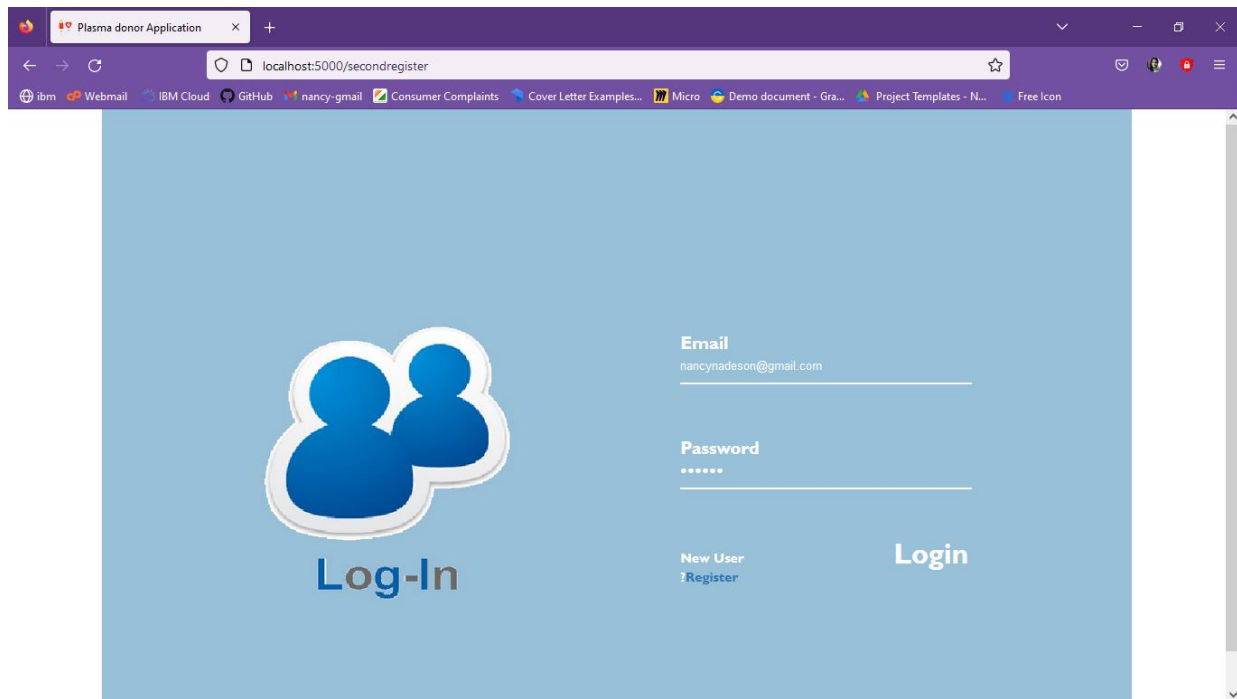 Plasma donor Application
localhost:5000/secondregister
ibm Webmail IBM Cloud GitHub nancy-gmail Consumer Complaints Cover Letter Examples... Micro Demo document - Gra... Project Templates - N... Free Icon
Email
nancynadeson@gmail.com
Password
••••••
Log-In
New User
?Register
Login